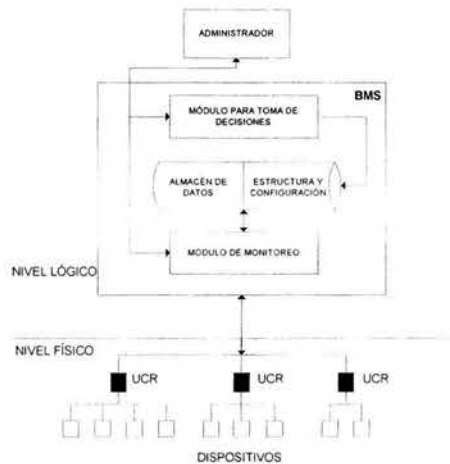 ADMINISTRADOR
BMS
MÓDULO PARA TOMA DE
DECISIONES
ALMACÉN DE
DATOS
ESTRUCTURA Y
CONFIGURACIÓN
MODULO DE MONITOREO
NIVEL LÓGICO
NIVEL FÍSICO
UCR
UCR
UCR
DISPOSITIVOS